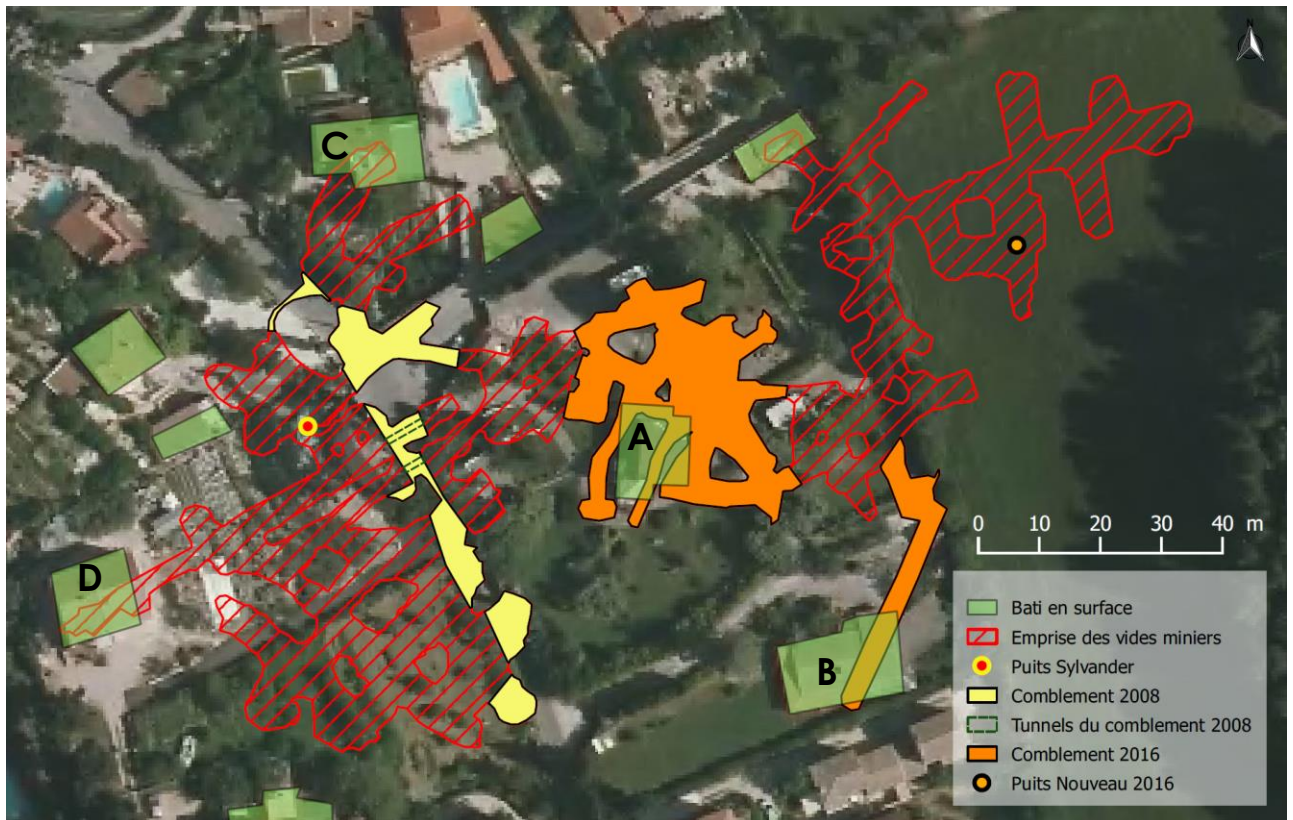 N
C
A
D
B
0 10 20 30 40 m
Bati en surface
Emprise des vides miniers
Puits Sylvander
Comblement 2008
Tunnels du comblement 2008
Comblement 2016
Puits Nouveau 2016